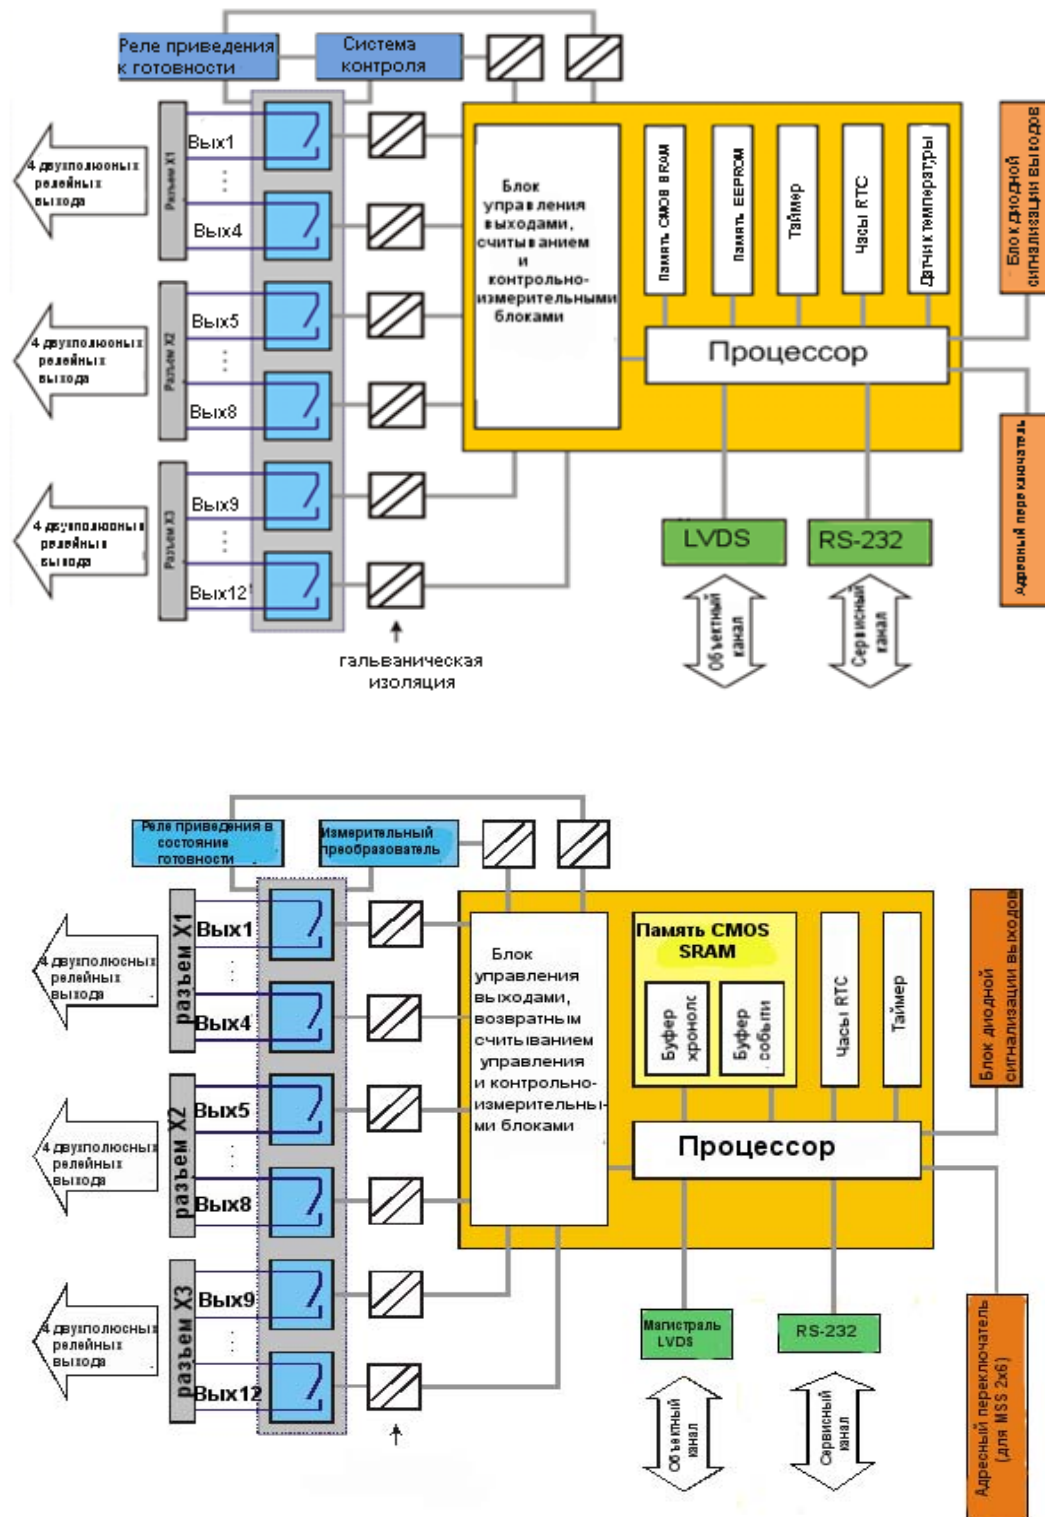 Реле приведения
к готовности
Система
контроля
4 двухполюсных
релейных
выхода
Разъем X1
Вых1
Вых4
4 двухполюсных
релейных
выхода
Разъем X2
Вых5
Вых8
4 двухполюсных
релейных
выхода
Разъем X3
Вых9
Вых12
гальваническая
изоляция
Блок
управления
выходами,
считыванием
и
контрольно-
измерительными
блоками
Память СМОВ BRAM
Память EEPROM
Таймер
Часы RTC
Датчик температуры
Процессор
LVDS
RS-232
Объектный
канал
Сервисный
канал
Блок диодной
сигнализации выходов
Адресный переключатель
Реле приведения в
состояние
готовности
Измерительный
преобразователь
4 двухполюсных
релейных
выхода
разъем X1
Вых1
Вых4
4 двухполюсных
релейных
выхода
разъем X2
Вых5
Вых8
4 двухполюсных
релейных
выхода
разъем X3
Вых9
Вых12
Блок
управления
выходами,
возвратным
считыванием
управления
и контрольно-
измерительны-
ми блоками
Память CMOS
SRAM
Буфер
хронолс
Буфер
событи
Часы RTC
Таймер
Процессор
Магистраль
LVDS
RS-232
Объектный
канал
Сервисный
канал
Блок диодной
сигнализации выходов
Адресный переключатель
(для MSS 2x6)